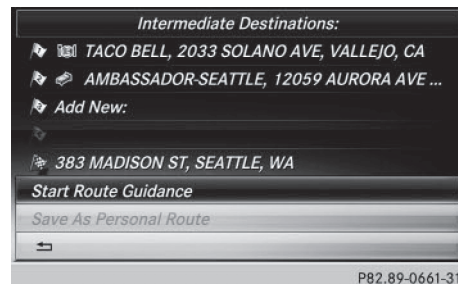 Intermediate Destinations:
TACO BELL, 2033 SOLANO AVE, VALLEJO, CA
AMBASSADOR-SEATTLE, 12059 AURORA AVE ...
Add New:
383 MADISON ST, SEATTLE, WA
Start Route Guidance
Save As Personal Route
P82.89-0661-31